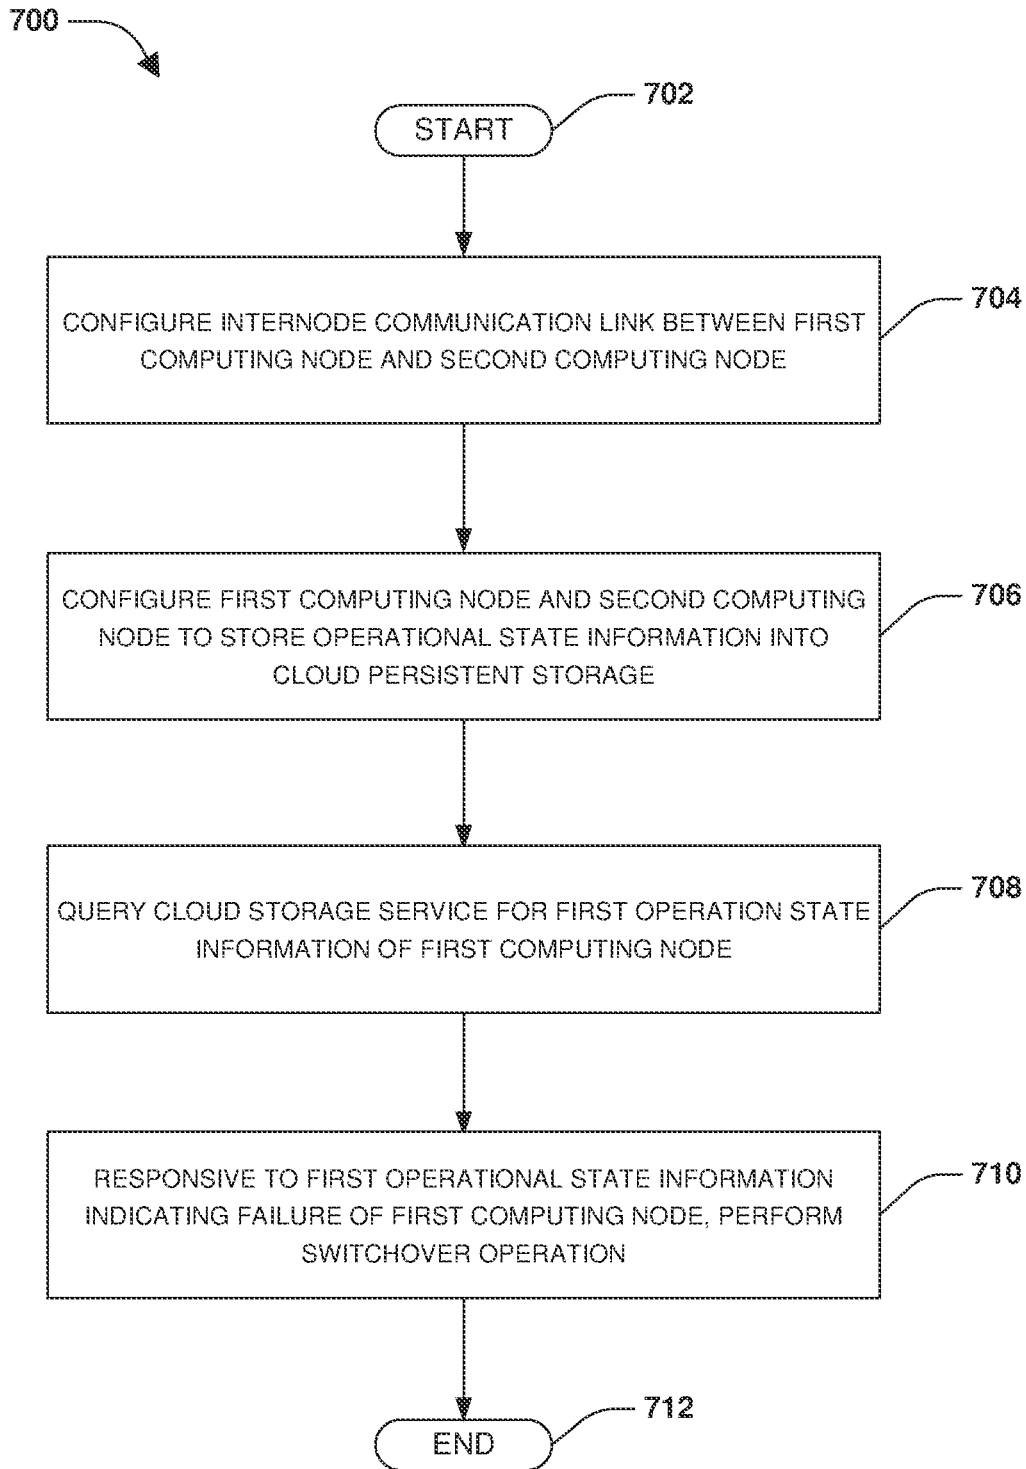 700
702
START
704
CONFIGURE INTERNODE COMMUNICATION LINK BETWEEN FIRST
COMPUTING NODE AND SECOND COMPUTING NODE
706
CONFIGURE FIRST COMPUTING NODE AND SECOND COMPUTING
NODE TO STORE OPERATIONAL STATE INFORMATION INTO
CLOUD PERSISTENT STORAGE
708
QUERY CLOUD STORAGE SERVICE FOR FIRST OPERATION STATE
INFORMATION OF FIRST COMPUTING NODE
710
RESPONSIVE TO FIRST OPERATIONAL STATE INFORMATION
INDICATING FAILURE OF FIRST COMPUTING NODE, PERFORM
SWITCHOVER OPERATION
712
END